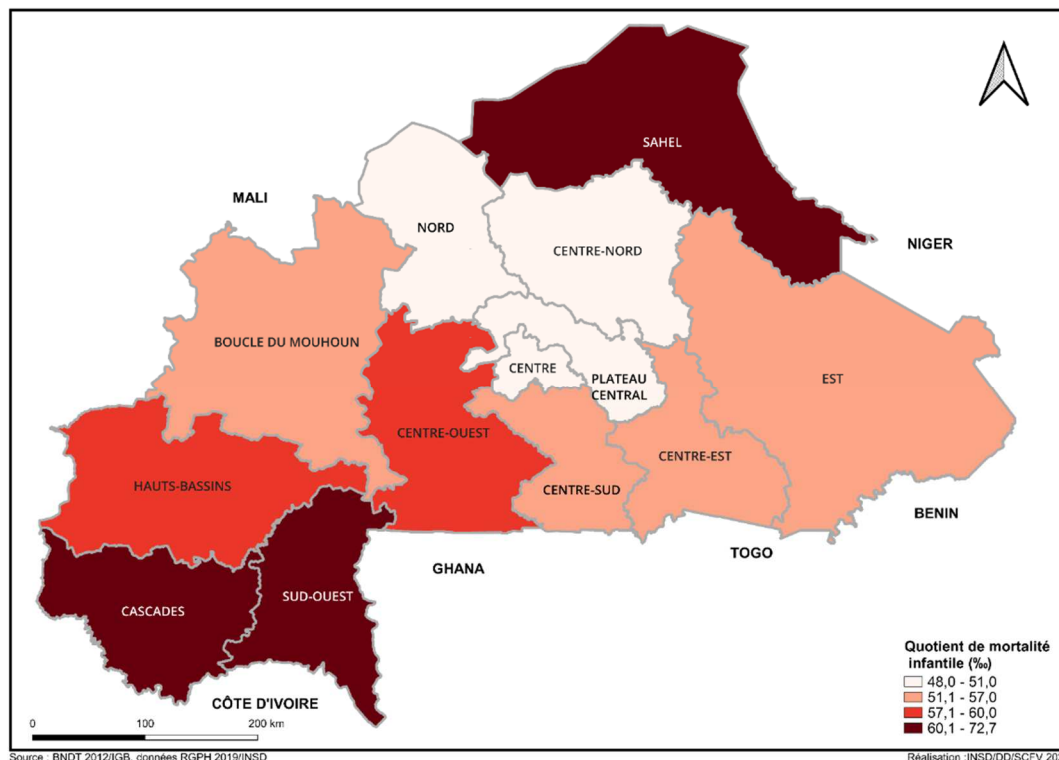 SAHEL
MALI
NORD
NIGER
CENTRE-NORD
BOUCLE DU MOUHOUN
CENTRE
PLATEAU
CENTRAL
EST
CENTRE-OUEST
CENTRE-EST
HAUTS-BASSINS
CENTRE-SUD
BENIN
TOGO
GHANA
SUD-OUEST
CASCADES
CÔTE D'IVOIRE
Quotient de mortalité
infantile (‰)
48,0 - 51,0
51,1 - 57,0
57,1 - 60,0
60,1 - 72,7
0 100 200 km
Source : BNDT 2012/IGB, données RGPH 2019/INSD
Réalisation :INSD/DD/SCEV